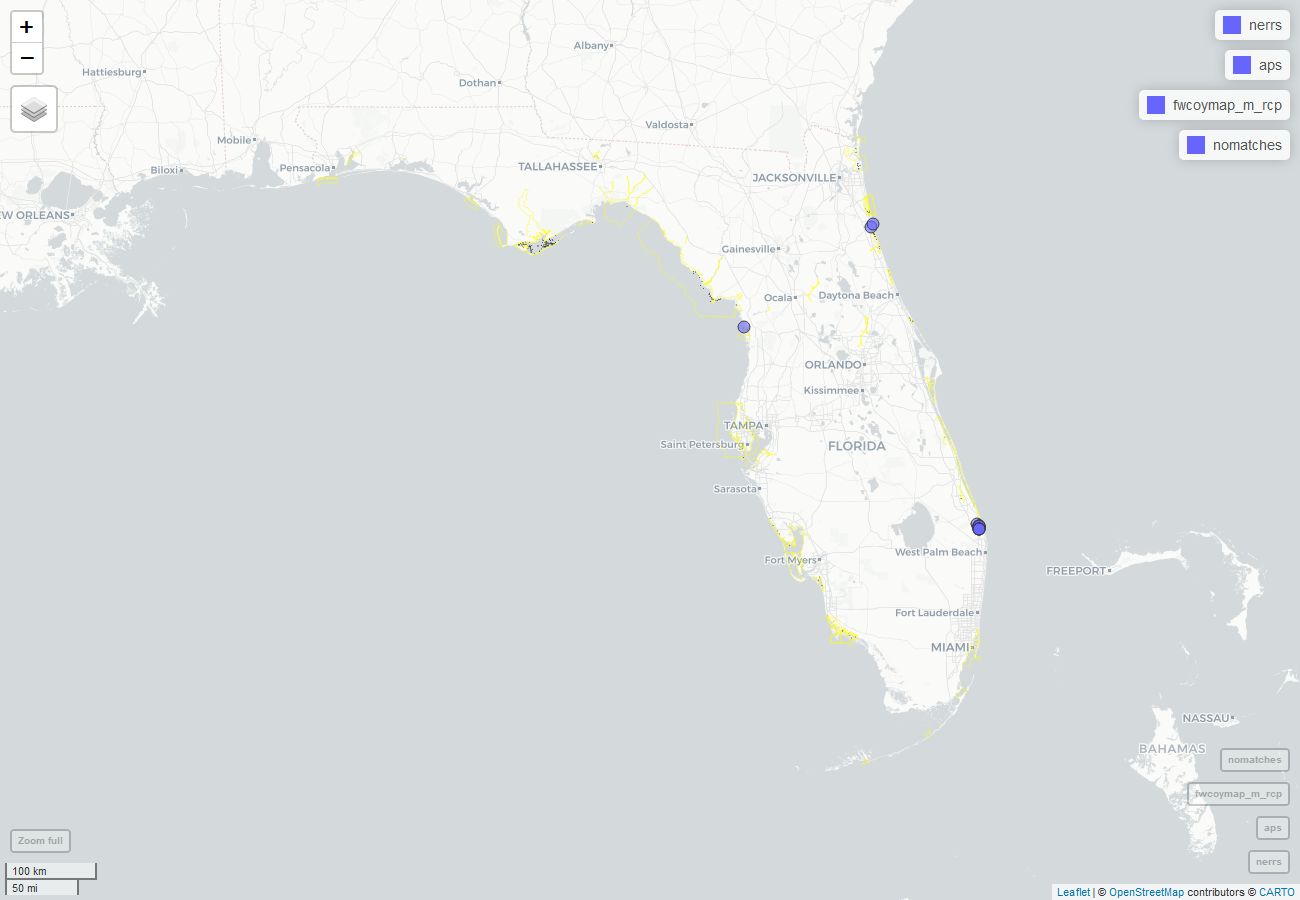 +
nerrs
Albany
−
aps
Hattiesburg
Dothan
fwcoymap_m_rcp
Valdosta
Mobile
nomatches
Biloxi
Pensacola
TALLAHASSEE
JACKSONVILLE
EW ORLEANS
Gainesville
Ocala
Daytona Beach
ORLANDO
Kissimmee
TAMPA
Saint Petersburg
FLORIDA
Sarasota
West Palm Beach
Fort Myers
FREEPORT
Fort Lauderdale
MIAMI
NASSAU
BAHAMAS
nomatches
fwcoymap_m_rcp
aps
Zoom full
nerrs
100 km
50 mi
Leaflet | © OpenStreetMap contributors © CARTO